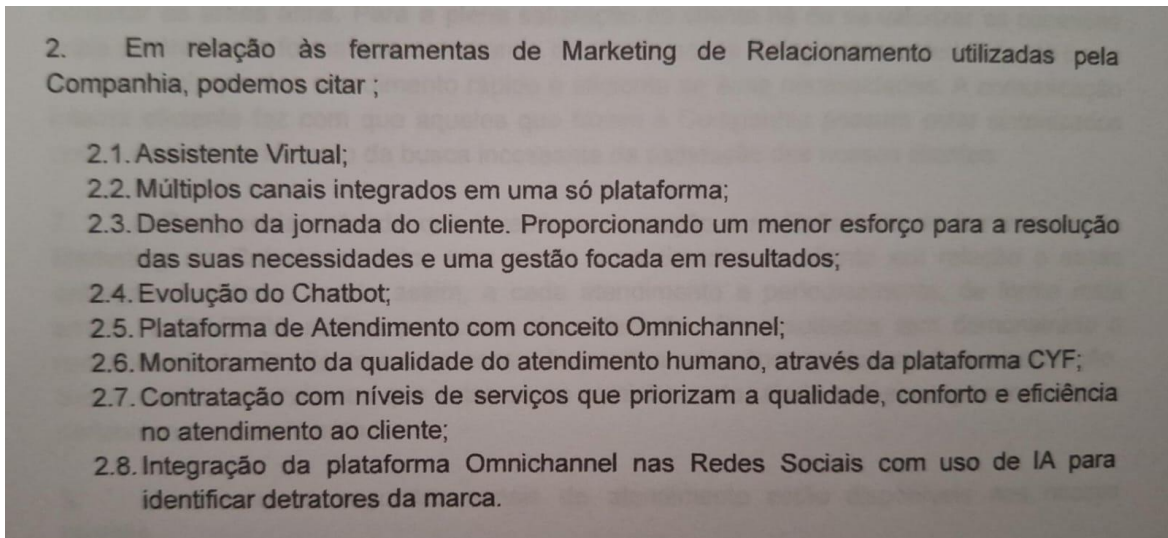 2. Em relação às ferramentas de Marketing de Relacionamento utilizadas pela
Companhia, podemos citar ;
2.1. Assistente Virtual;
2.2. Múltiplos canais integrados em uma só plataforma;
2.3. Desenho da jornada do cliente. Proporcionando um menor esforço para a resolução
das suas necessidades e uma gestão focada em resultados;
2.4. Evolução do Chatbot;
2.5. Plataforma de Atendimento com conceito Omnichannel;
2.6. Monitoramento da qualidade do atendimento humano, através da plataforma CYF;
2.7. Contratação com níveis de serviços que priorizam a qualidade, conforto e eficiência
no atendimento ao cliente;
2.8. Integração da plataforma Omnichannel nas Redes Sociais com uso de IA para
identificar detratores da marca.